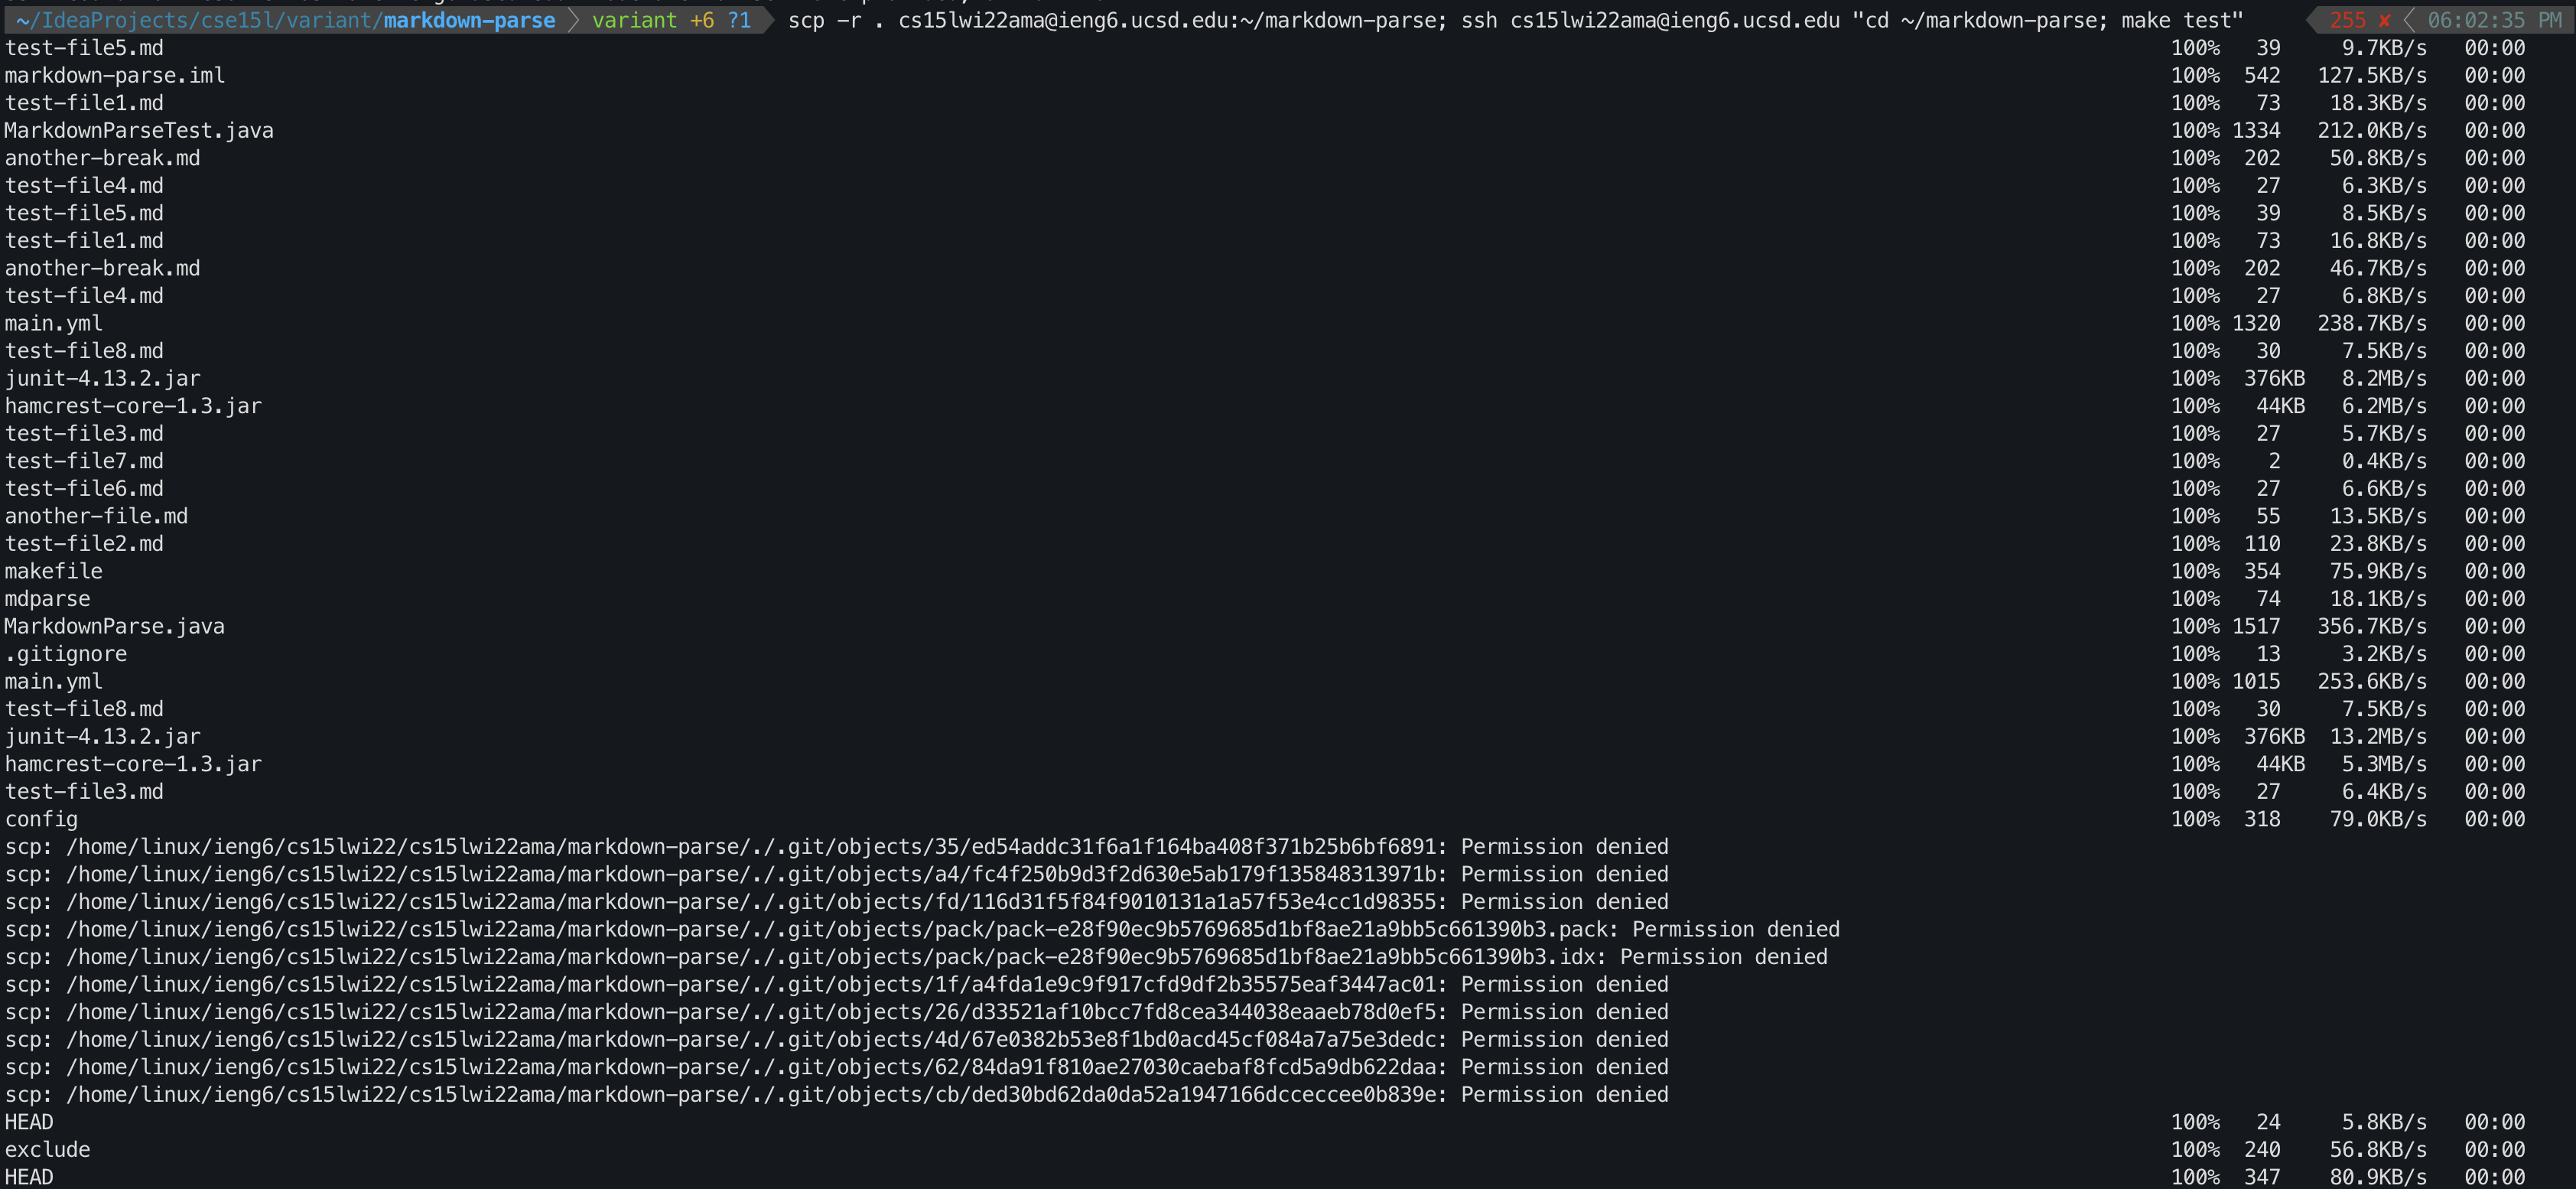 ~/IdeaProjects/cse15l/variant/markdown-parse variant +6 ?1 scp -r . cs15lwi22ama@ieng6.ucsd.edu:~/markdown-parse; ssh cs15lwi22ama@ieng6.ucsd.edu "cd ~/markdown-parse; make test" 255 ✘ 06:02:35 PM
test-file5.md 100% 39 9.7KB/s 00:00
markdown-parse.iml 100% 542 127.5KB/s 00:00
test-file1.md 100% 73 18.3KB/s 00:00
MarkdownParseTest.java 100% 1334 212.0KB/s 00:00
another-break.md 100% 202 50.8KB/s 00:00
test-file4.md 100% 27 6.3KB/s 00:00
test-file5.md 100% 39 8.5KB/s 00:00
test-file1.md 100% 73 16.8KB/s 00:00
another-break.md 100% 202 46.7KB/s 00:00
test-file4.md 100% 27 6.8KB/s 00:00
main.yml 100% 1320 238.7KB/s 00:00
test-file8.md 100% 30 7.5KB/s 00:00
junit-4.13.2.jar 100% 376KB 8.2MB/s 00:00
hamcrest-core-1.3.jar 100% 44KB 6.2MB/s 00:00
test-file3.md 100% 27 5.7KB/s 00:00
test-file7.md 100% 2 0.4KB/s 00:00
test-file6.md 100% 27 6.6KB/s 00:00
another-file.md 100% 55 13.5KB/s 00:00
test-file2.md 100% 110 23.8KB/s 00:00
makefile 100% 354 75.9KB/s 00:00
mdparse 100% 74 18.1KB/s 00:00
MarkdownParse.java 100% 1517 356.7KB/s 00:00
.gitignore 100% 13 3.2KB/s 00:00
main.yml 100% 1015 253.6KB/s 00:00
test-file8.md 100% 30 7.5KB/s 00:00
junit-4.13.2.jar 100% 376KB 13.2MB/s 00:00
hamcrest-core-1.3.jar 100% 44KB 5.3MB/s 00:00
test-file3.md 100% 27 6.4KB/s 00:00
config 100% 318 79.0KB/s 00:00
scp: /home/linux/ieng6/cs15lwi22/cs15lwi22ama/markdown-parse/./.git/objects/35/ed54addc31f6a1f164ba408f371b25b6bf6891: Permission denied
scp: /home/linux/ieng6/cs15lwi22/cs15lwi22ama/markdown-parse/./.git/objects/a4/fc4f250b9d3f2d630e5ab179f135848313971b: Permission denied
scp: /home/linux/ieng6/cs15lwi22/cs15lwi22ama/markdown-parse/./.git/objects/fd/116d31f5f84f9010131a1a57f53e4cc1d98355: Permission denied
scp: /home/linux/ieng6/cs15lwi22/cs15lwi22ama/markdown-parse/./.git/objects/pack/pack-e28f90ec9b5769685d1bf8ae21a9bb5c661390b3.pack: Permission denied
scp: /home/linux/ieng6/cs15lwi22/cs15lwi22ama/markdown-parse/./.git/objects/pack/pack-e28f90ec9b5769685d1bf8ae21a9bb5c661390b3.idx: Permission denied
scp: /home/linux/ieng6/cs15lwi22/cs15lwi22ama/markdown-parse/./.git/objects/1f/a4fda1e9c9f917cfd9df2b35575eaf3447ac01: Permission denied
scp: /home/linux/ieng6/cs15lwi22/cs15lwi22ama/markdown-parse/./.git/objects/26/d33521af10bcc7fd8cea344038eaaeb78d0ef5: Permission denied
scp: /home/linux/ieng6/cs15lwi22/cs15lwi22ama/markdown-parse/./.git/objects/4d/67e0382b53e8f1bd0acd45cf084a7a75e3dedc: Permission denied
scp: /home/linux/ieng6/cs15lwi22/cs15lwi22ama/markdown-parse/./.git/objects/62/84da91f810ae27030caebaf8fcd5a9db622daa: Permission denied
scp: /home/linux/ieng6/cs15lwi22/cs15lwi22ama/markdown-parse/./.git/objects/cb/ded30bd62da0da52a1947166dcceccee0b839e: Permission denied
HEAD 100% 24 5.8KB/s 00:00
exclude 100% 240 56.8KB/s 00:00
HEAD 100% 347 80.9KB/s 00:00